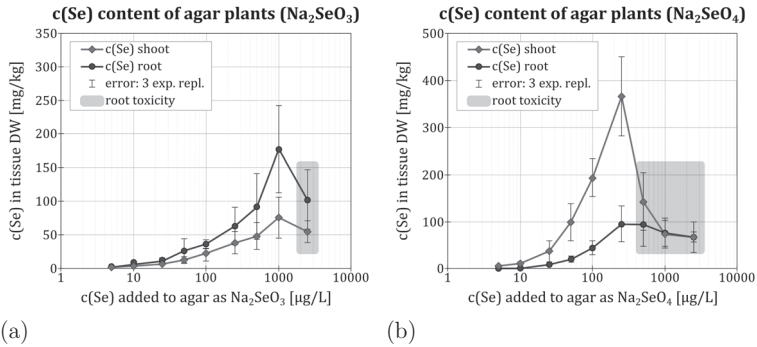 c(Se) content of agar plants (Na₂SeO₃)
c(Se) in tissue DW [mg/kg]
350
300
250
200
150
100
50
0
c(Se) shoot
c(Se) root
error: 3 exp. repl.
root toxicity
1 10 100 1000 10000
c(Se) added to agar as Na₂SeO₃ [µg/L]
(a)
c(Se) content of agar plants (Na₂SeO₄)
c(Se) in tissue DW [mg/kg]
500
400
300
200
100
0
c(Se) shoot
c(Se) root
error: 3 exp. repl.
root toxicity
1 10 100 1000 10000
c(Se) added to agar as Na₂SeO₄ [µg/L]
(b)